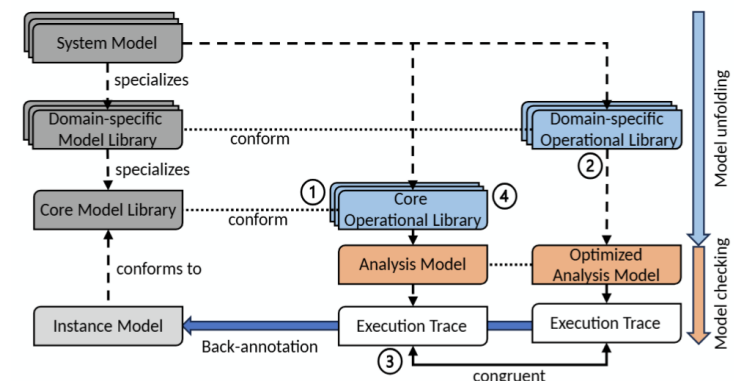 System Model
specializes
Domain-specific
Model Library
conform
Domain-specific
Operational Library
Model unfolding
specializes
2
1
4
Core Model Library
conform
Core
Operational Library
Analysis Model
Optimized
Analysis Model
conforms to
Model checking
Instance Model
Execution Trace
Execution Trace
Back-annotation
3
congruent